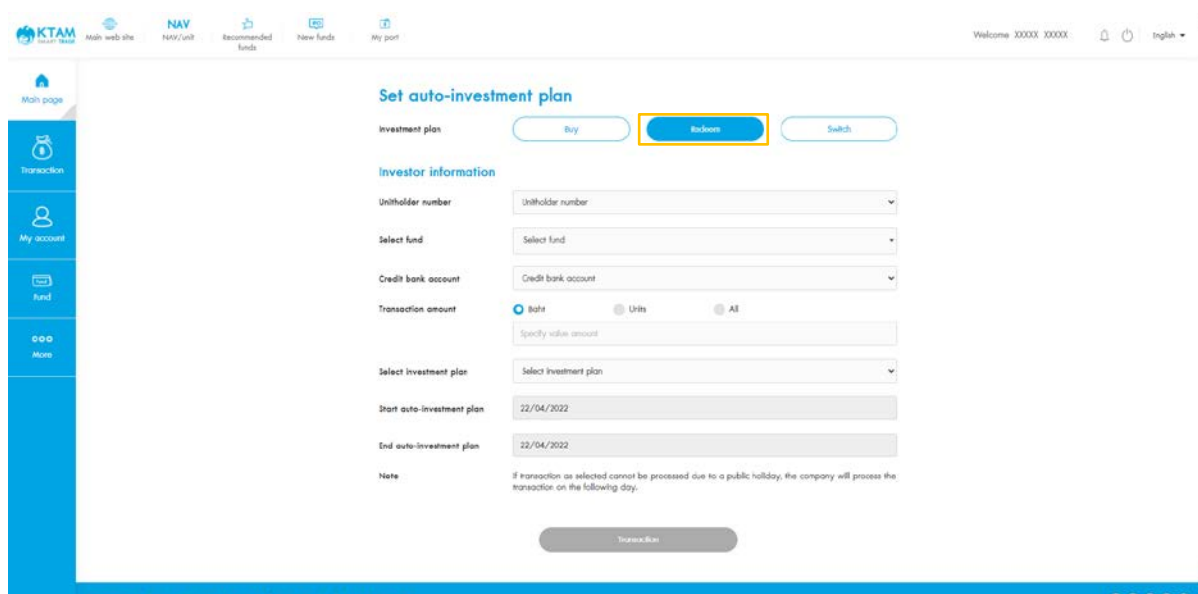 KTAM
SMART TRADE
Main web site
NAV
NAV/unit
Recommended
funds
IPO
New funds
My port
Welcome XXXXX XXXXX
English
Main page
Transaction
My account
Fund
Fund
More
Set auto-investment plan
Investment plan
Buy
Redeem
Switch
Investor information
Unitholder number
Unitholder number
Select fund
Select fund
Credit bank account
Credit bank account
Transaction amount
Baht
Units
All
Specify value amount
Select investment plan
Select investment plan
Start auto-investment plan
22/04/2022
End auto-investment plan
22/04/2022
Note
If transaction as selected cannot be processed due to a public holiday, the company will process the
transaction on the following day.
Transaction